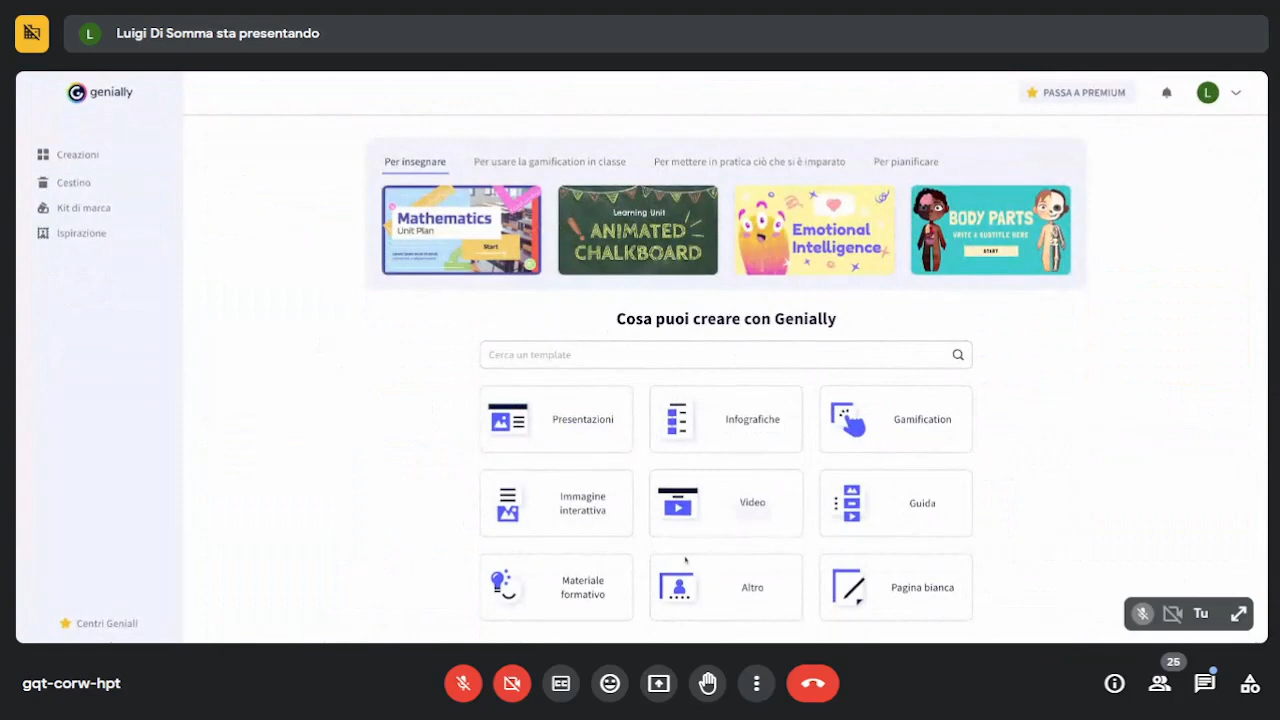 L Luigi Di Somma sta presentando
genially
PASSA A PREMIUM
L
Creazioni
Cestino
Kit di marca
Ispirazione
Per insegnare Per usare la gamification in classe Per mettere in pratica ciò che si è imparato Per pianificare
Mathematics
Unit Plan
Start
Learning Unit
ANIMATED
CHALKBOARD
Emotional
Intelligence
BODY PARTS
WRITE A SUBTITLE HERE
START
Cosa puoi creare con Genially
Cerca un template
Presentazioni
Infografiche
Gamification
Immagine
interattiva
Video
Guida
Materiale
formativo
Altro
Pagina bianca
Centri Geniali
Tu
gqt-corw-hpt
25